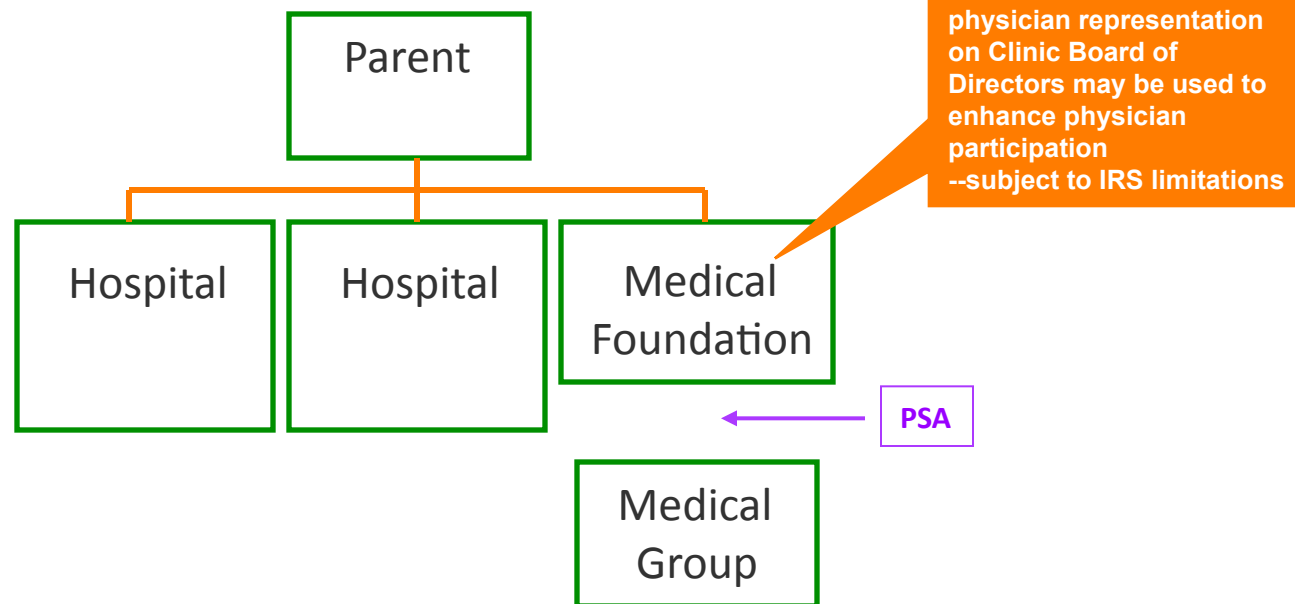 Parent
physician representation
on Clinic Board of
Directors may be used to
enhance physician
participation
--subject to IRS limitations
Hospital
Hospital
Medical
Foundation
PSA
Medical
Group